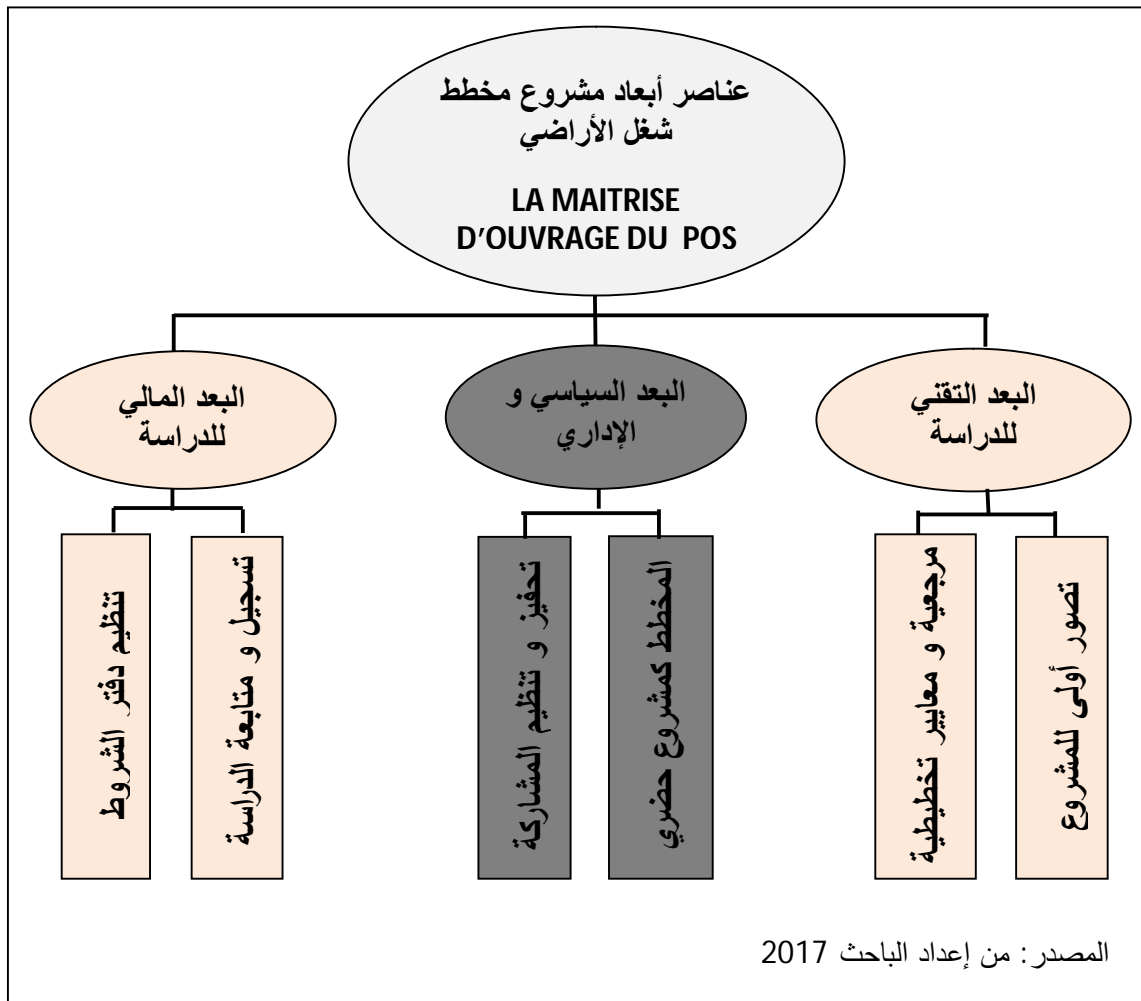 عناصر أبعاد مشروع مخطط
شغل الأراضي
LA MAITRISE
D'OUVRAGE DU POS
البعد التقني
للدراسة
البعد السياسي و
الإداري
البعد المالي
للدراسة
تصور أولى للمشروع
مرجعية و معايير تخطيطية
المخطط كمشروع حضري
تحفيز و تنظيم المشاركة
تسجيل و متابعة الدراسة
تنظيم دفتر الشروط
المصدر: من إعداد الباحث 2017